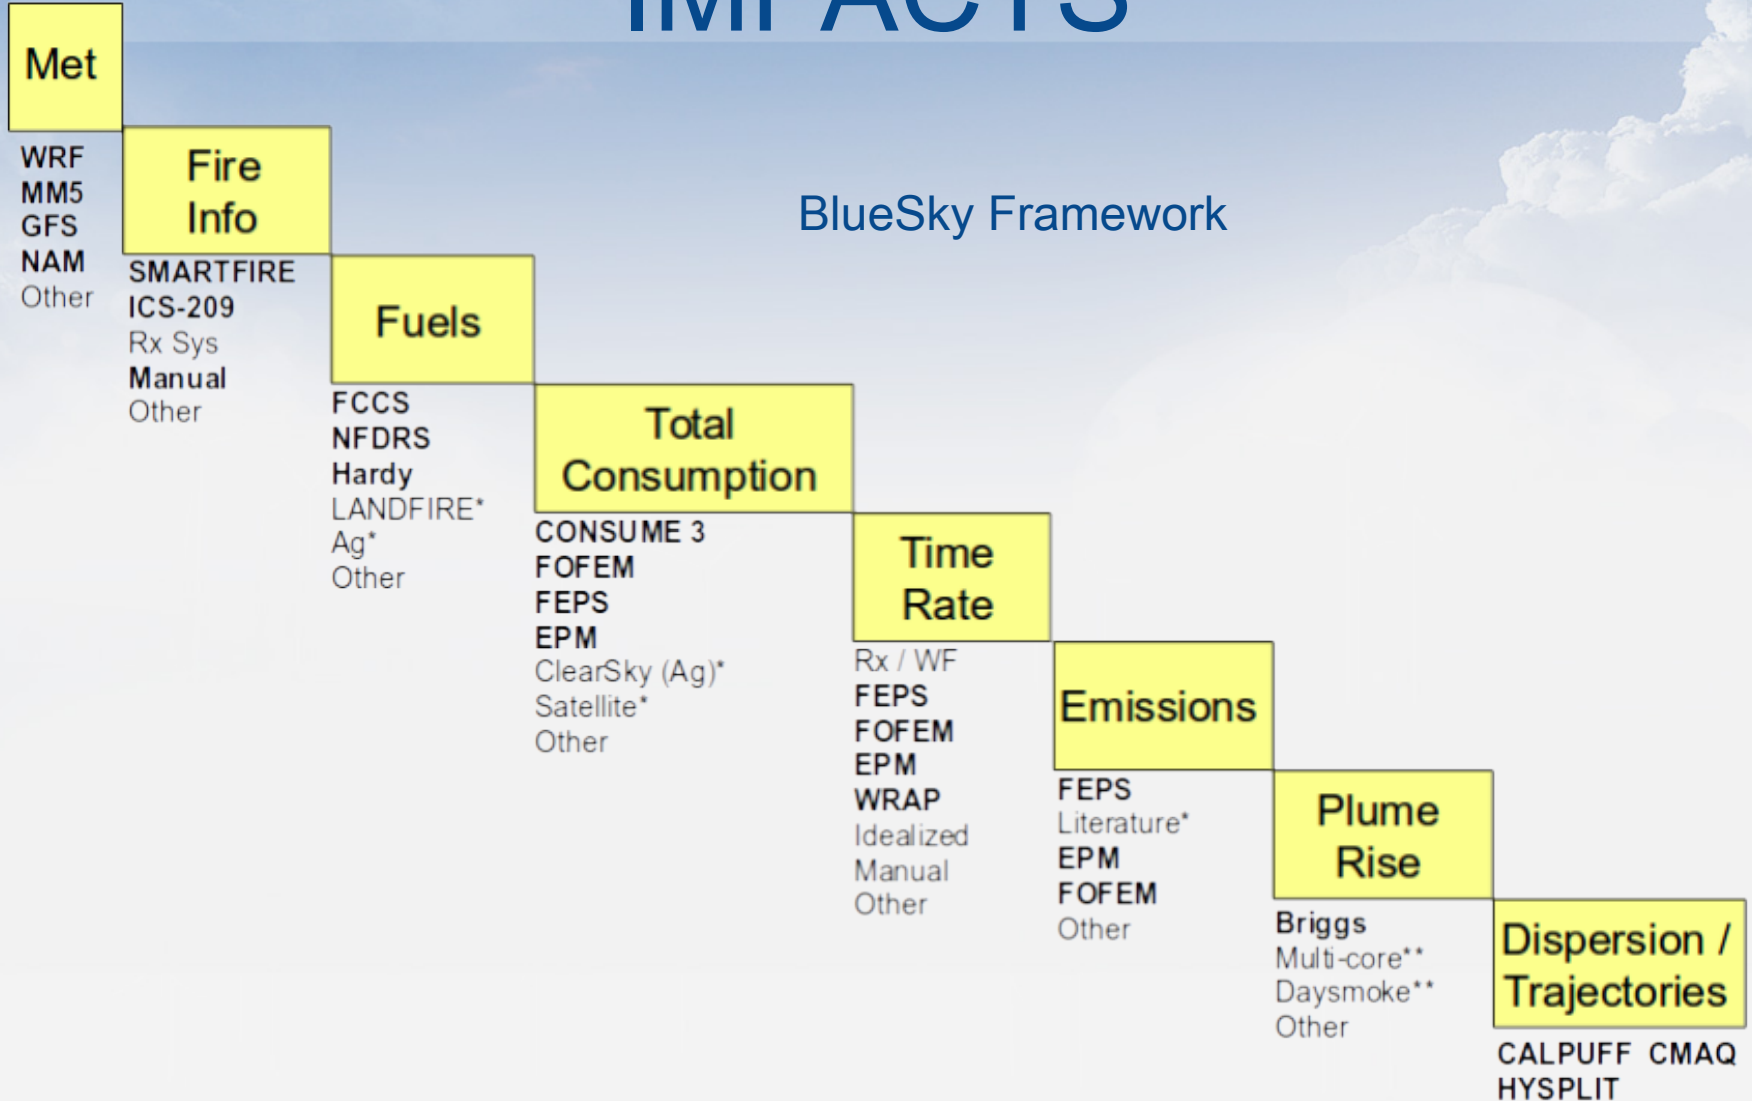 IMPACTS
BlueSky Framework
Met
WRF
MM5
GFS
NAM
Other
Fire
Info
SMARTFIRE
ICS-209
Rx Sys
Manual
Other
Fuels
FCCS
NFDRS
Hardy
LANDFIRE*
Ag*
Other
Total
Consumption
CONSUME 3
FOFEM
FEPS
EPM
ClearSky (Ag)*
Satellite*
Other
Time
Rate
Rx / WF
FEPS
FOFEM
EPM
WRAP
Idealized
Manual
Other
Emissions
FEPS
Literature*
EPM
FOFEM
Other
Plume
Rise
Briggs
Multi-core**
Daysmoke**
Other
Dispersion /
Trajectories
CALPUFF CMAQ
HYSPLIT